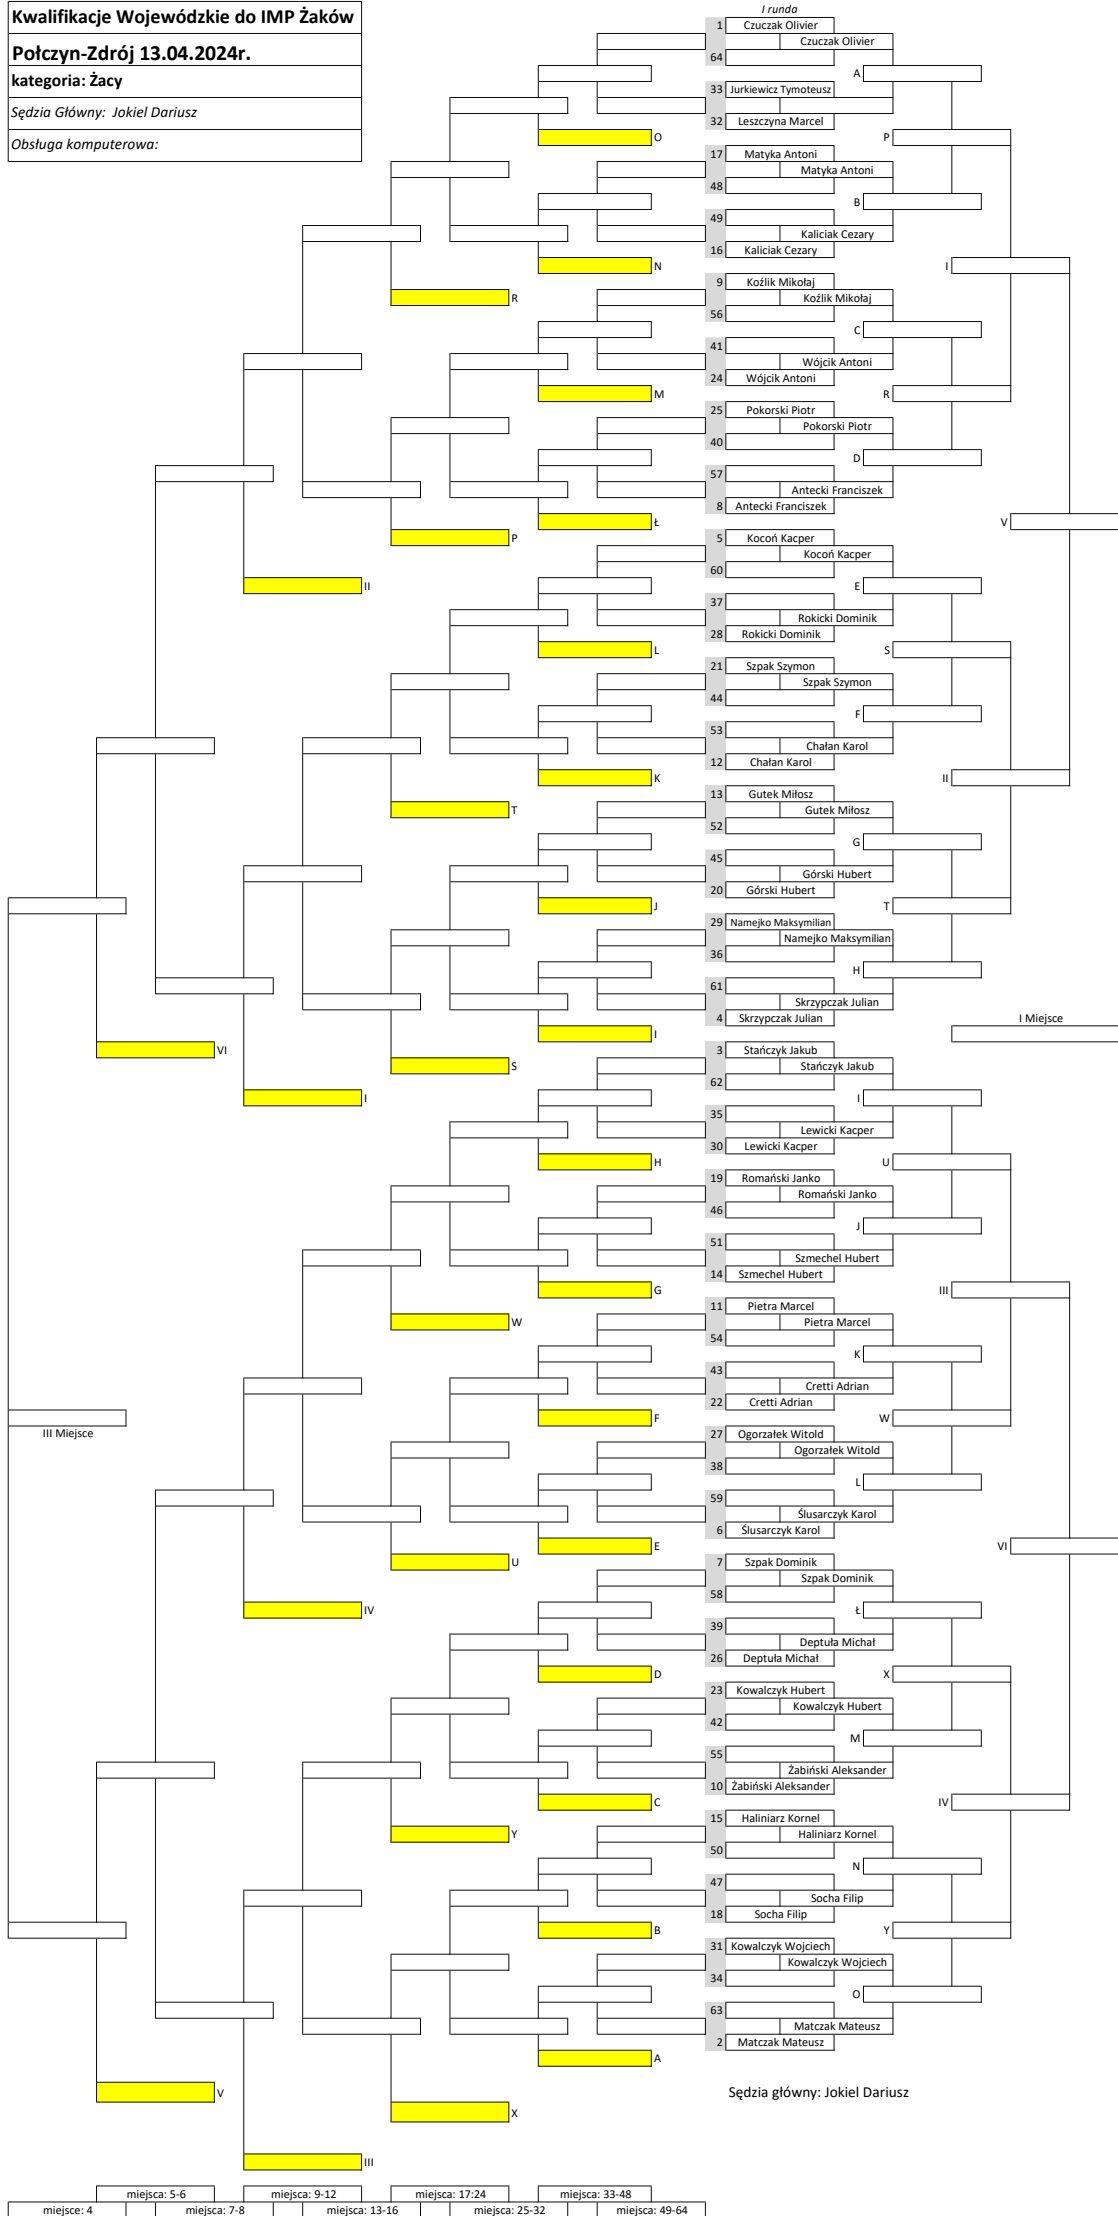 Kwalifikacje Wojewódzkie do IMP Żaków
Połczyn-Zdrój 13.04.2024r.
kategoria: Żacy
Sędzia Główny: Jokiel Dariusz
Obsługa komputerowa:
I runda
1 Czuczak Olivier
Czuczak Olivier
64
A
33 Jurkiewicz Tymoteusz
32 Leszczyna Marcel
O
P
17 Matyka Antoni
Matyka Antoni
48
B
49
Kaliciak Cezary
16 Kaliciak Cezary
N
I
9 Koźlik Mikołaj
R
Koźlik Mikołaj
56
C
41
Wójcik Antoni
24 Wójcik Antoni
M
R
25 Pokorski Piotr
Pokorski Piotr
40
D
57
Antecki Franciszek
8 Antecki Franciszek
Ł
V
5 Kocoń Kacper
P
Kocoń Kacper
60
II
E
37
Rokicki Dominik
28 Rokicki Dominik
L
S
21 Szpak Szymon
Szpak Szymon
44
F
53
Chałan Karol
12 Chałan Karol
K
II
13 Gutek Miłosz
T
Gutek Miłosz
52
G
45
Górski Hubert
20 Górski Hubert
J
T
29 Namejko Maksymilian
Namejko Maksymilian
36
H
61
Skrzypczak Julian
4 Skrzypczak Julian
I Miejsce
I
3 Stańczyk Jakub
VI
S
Stańczyk Jakub
62
I
I
35
Lewicki Kacper
30 Lewicki Kacper
H
U
19 Romański Janko
Romański Janko
46
J
51
Szmechel Hubert
14 Szmechel Hubert
G
III
11 Pietra Marcel
W
Pietra Marcel
54
K
43
Cretti Adrian
22 Cretti Adrian
F
W
III Miejsce
27 Ogorzałek Witold
Ogorzałek Witold
38
L
59
Ślusarczyk Karol
6 Ślusarczyk Karol
E
VI
7 Szpak Dominik
U
Szpak Dominik
58
IV
Ł
39
Deptuła Michał
26 Deptuła Michał
D
X
23 Kowalczyk Hubert
Kowalczyk Hubert
42
M
55
Żabiński Aleksander
10 Żabiński Aleksander
C
IV
15 Haliniarz Kornel
Y
Haliniarz Kornel
50
N
47
Socha Filip
18 Socha Filip
B
Y
31 Kowalczyk Wojciech
Kowalczyk Wojciech
34
O
63
Matczak Mateusz
2 Matczak Mateusz
A
V
Sędzia główny: Jokiel Dariusz
X
III
miejsca: 5-6 miejsca: 9-12 miejsca: 17:24 miejsca: 33-48
miejsce: 4 miejsca: 7-8 miejsca: 13-16 miejsca: 25-32 miejsca: 49-64